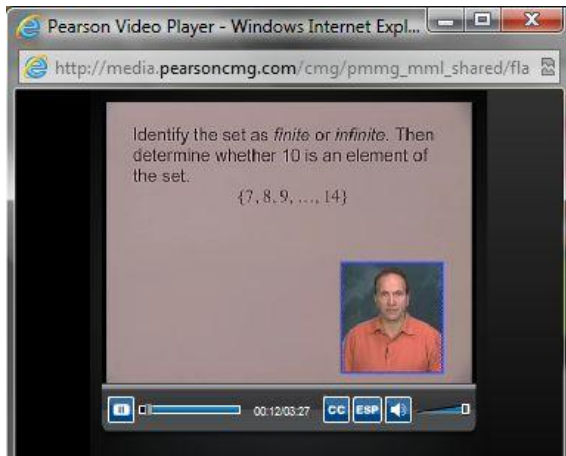 Pearson Video Player - Windows Internet Expl...
http://media.pearsoncmg.com/cmg/pmmg_mml_shared/fla
Identify the set as finite or infinite. Then
determine whether 10 is an element of
the set.
{7, 8, 9, ..., 14}
00:12/03:27 CC ESP